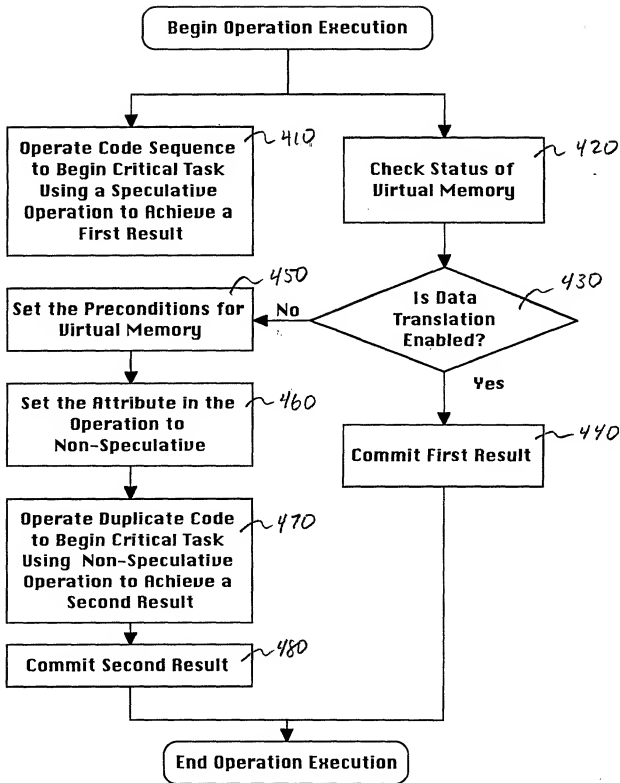 Begin Operation Execution
Operate Code Sequence
to Begin Critical Task
Using a Speculative
Operation to Achieve a
First Result
410
Check Status of
Virtual Memory
420
Set the Preconditions for
Virtual Memory
450
No
Is Data
Translation
Enabled?
430
Yes
Set the Attribute in the
Operation to
Non-Speculative
460
Commit First Result
440
Operate Duplicate Code
to Begin Critical Task
Using Non-Speculative
Operation to Achieve a
Second Result
470
Commit Second Result
480
End Operation Execution